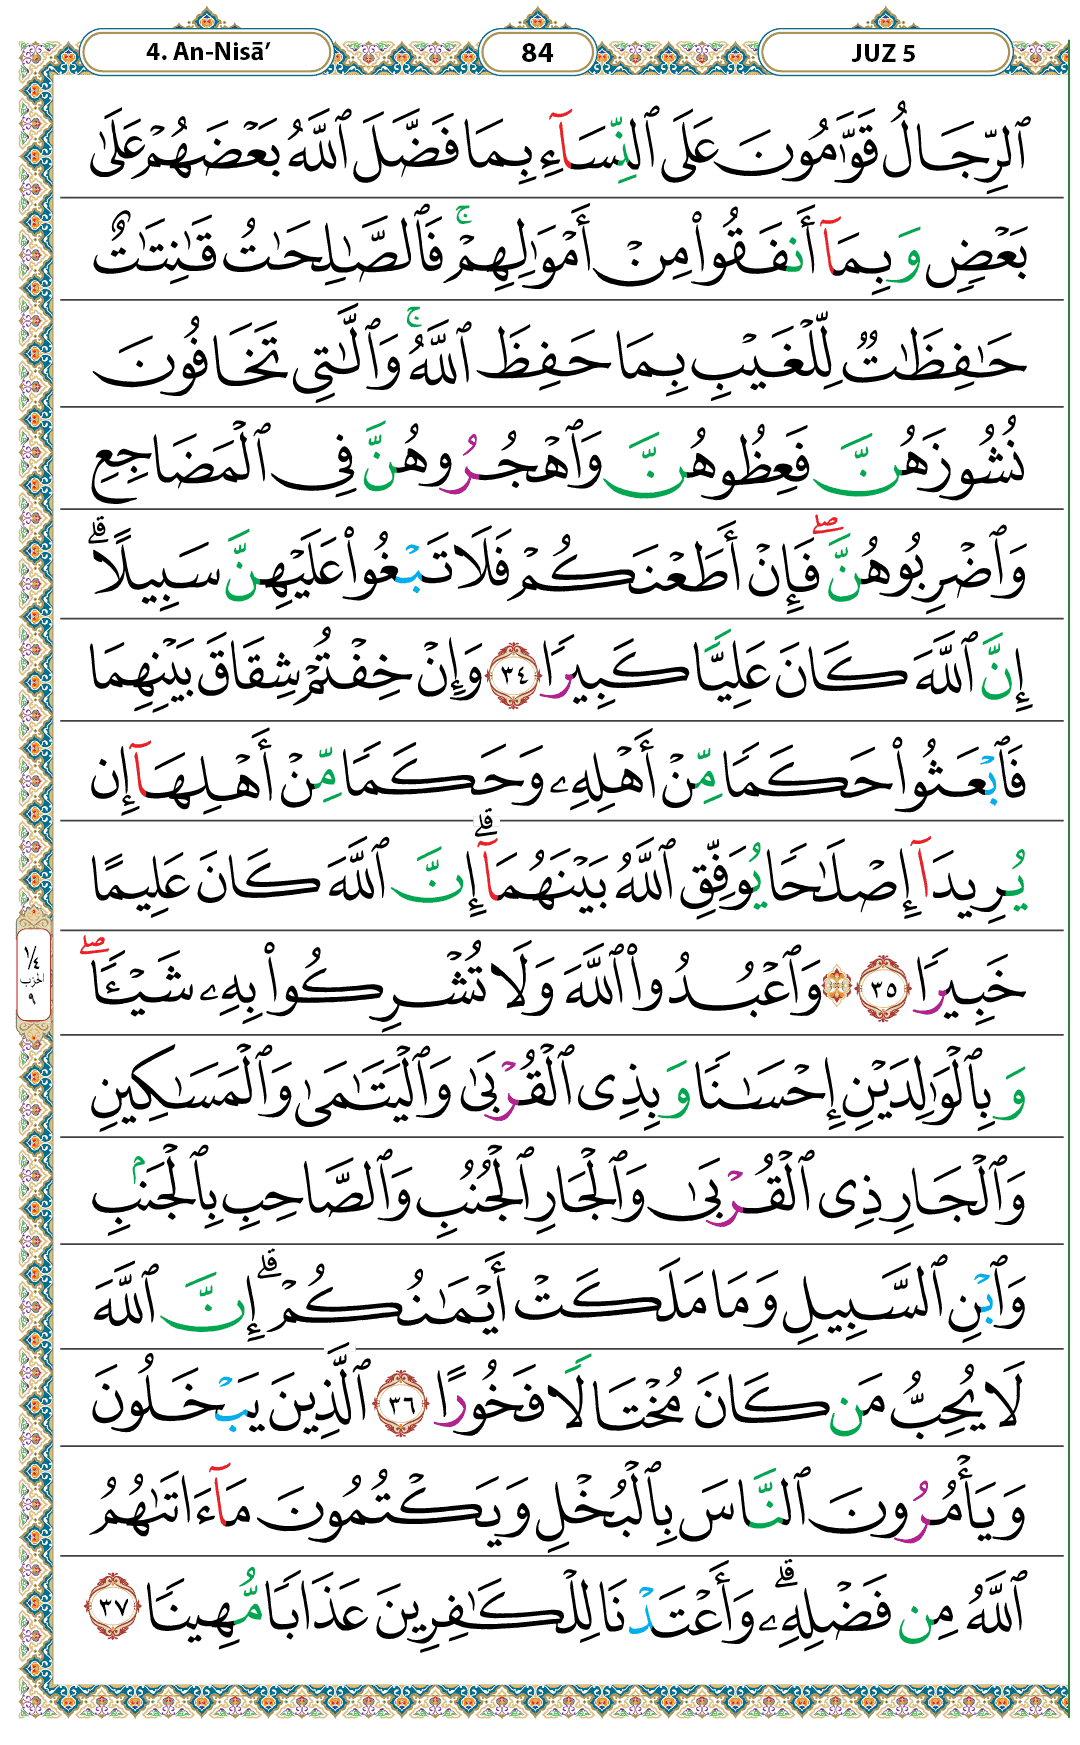 4. An-Nisā’
84
JUZ 5
ٱلرِّجَالُ قَوَّٰمُونَ عَلَى ٱلنِّسَآءِ بِمَا فَضَّلَ ٱللَّهُ بَعْضَهُمْ عَلَىٰ
بَعْضٍ وَبِمَآ أَنفَقُوا۟ مِنْ أَمْوَٰلِهِمْ ۚ فَٱلصَّٰلِحَٰتُ قَٰنِتَٰتٌ
حَٰفِظَٰتٌ لِّلْغَيْبِ بِمَا حَفِظَ ٱللَّهُ ۚ وَٱلَّٰتِى تَخَافُونَ
نُشُوزَهُنَّ فَعِظُوهُنَّ وَٱهْجُرُوهُنَّ فِى ٱلْمَضَاجِعِ
وَٱضْرِبُوهُنَّ ۖ فَإِنْ أَطَعْنَكُمْ فَلَا تَبْغُوا۟ عَلَيْهِنَّ سَبِيلًا ۗ
إِنَّ ٱللَّهَ كَانَ عَلِيًّا كَبِيرًا ٣٤ وَإِنْ خِفْتُمْ شِقَاقَ بَيْنِهِمَا
فَٱبْعَثُوا۟ حَكَمًا مِّنْ أَهْلِهِۦ وَحَكَمًا مِّنْ أَهْلِهَآ إِن
يُرِيدَآ إِصْلَٰحًا يُوَفِّقِ ٱللَّهُ بَيْنَهُمَآ ۗ إِنَّ ٱللَّهَ كَانَ عَلِيمًا
خَبِيرًا ٣٥ وَٱعْبُدُوا۟ ٱللَّهَ وَلَا تُشْرِكُوا۟ بِهِۦ شَيْـًٔا ۖ
وَبِٱلْوَٰلِدَيْنِ إِحْسَٰنًا وَبِذِى ٱلْقُرْبَىٰ وَٱلْيَتَٰمَىٰ وَٱلْمَسَٰكِينِ
وَٱلْجَارِ ذِى ٱلْقُرْبَىٰ وَٱلْجَارِ ٱلْجُنُبِ وَٱلصَّاحِبِ بِٱلْجَنۢبِ
وَٱبْنِ ٱلسَّبِيلِ وَمَا مَلَكَتْ أَيْمَٰنُكُمْ ۗ إِنَّ ٱللَّهَ
لَا يُحِبُّ مَن كَانَ مُخْتَالًا فَخُورًا ٣٦ ٱلَّذِينَ يَبْخَلُونَ
وَيَأْمُرُونَ ٱلنَّاسَ بِٱلْبُخْلِ وَيَكْتُمُونَ مَآ ءَاتَىٰهُمُ
ٱللَّهُ مِن فَضْلِهِۦ ۗ وَأَعْتَدْنَا لِلْكَٰفِرِينَ عَذَابًا مُّهِينًا ٣٧
١/٤
الحزب
٩